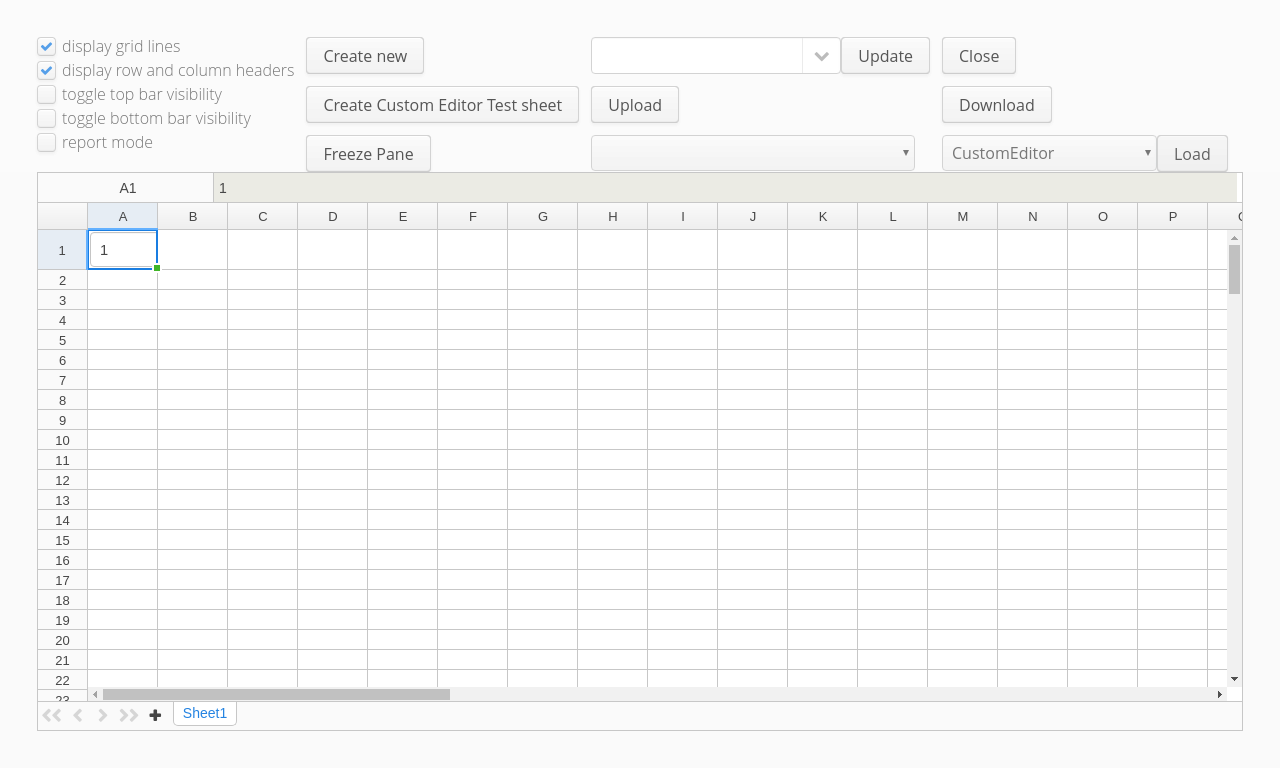 display grid lines
display row and column headers
toggle top bar visibility
toggle bottom bar visibility
report mode
Create new
Update
Close
Create Custom Editor Test sheet
Upload
Download
Freeze Pane
CustomEditor
Load
A1
1
A B C D E F G H I J K L M N O P
1
1
2
3
4
5
6
7
8
9
10
11
12
13
14
15
16
17
18
19
20
21
22
23
Sheet1